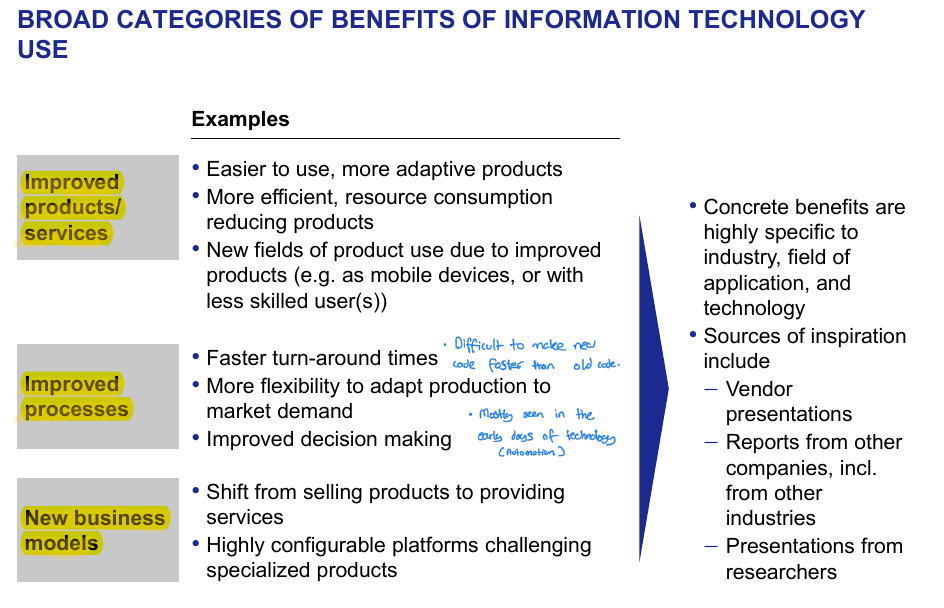 BROAD CATEGORIES OF BENEFITS OF INFORMATION TECHNOLOGY
USE
Examples
Improved
products/
services
• Easier to use, more adaptive products
• More efficient, resource consumption
reducing products
• New fields of product use due to improved
products (e.g. as mobile devices, or with
less skilled user(s))
Improved
processes
• Faster turn-around times
• Difficult to make new
code faster than old code.
• More flexibility to adapt production to
market demand
• Improved decision making
• Mostly seen in the
early days of technology
(Automation)
New business
models
• Shift from selling products to providing
services
• Highly configurable platforms challenging
specialized products
• Concrete benefits are
highly specific to
industry, field of
application, and
technology
• Sources of inspiration
include
– Vendor
presentations
– Reports from other
companies, incl.
from other
industries
– Presentations from
researchers